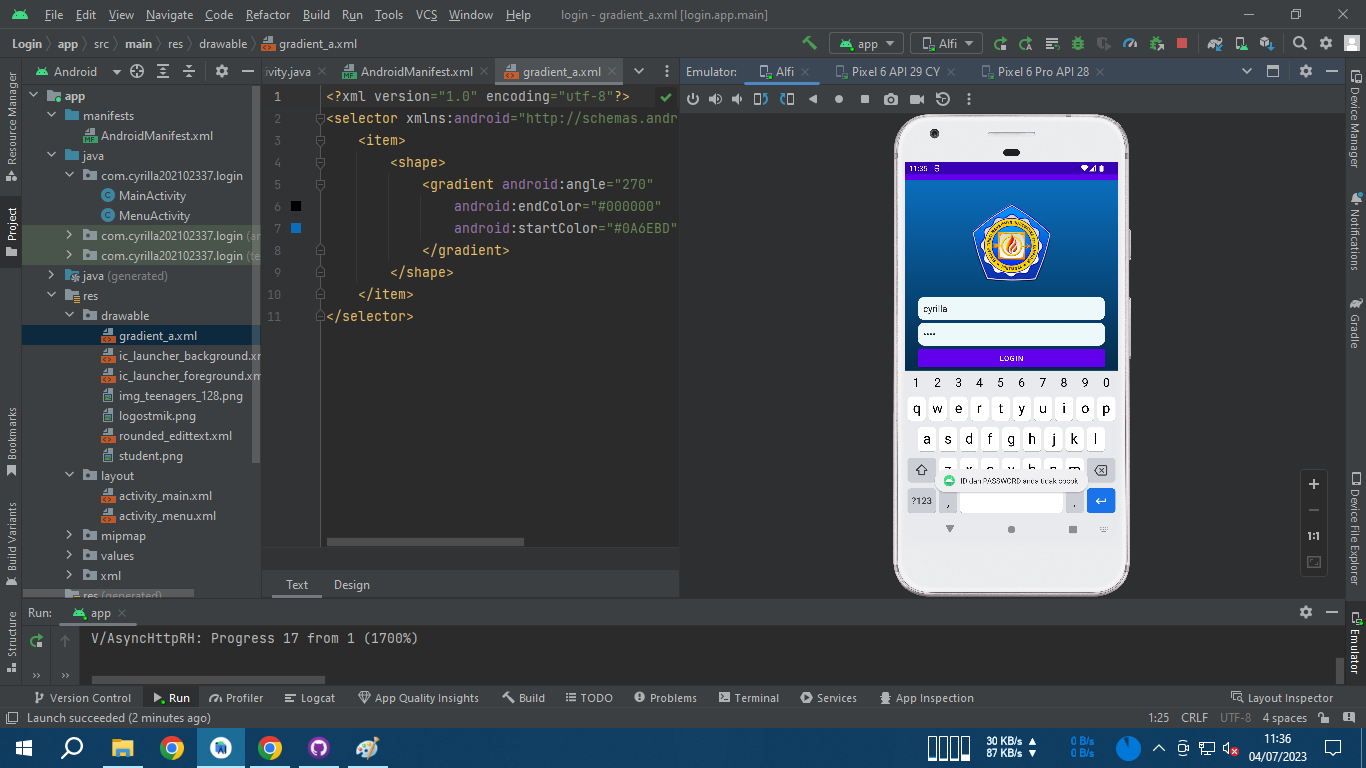 File Edit View Navigate Code Refactor Build Run Tools VCS Window Help login - gradient_a.xml [login.app.main]
Login app src main res drawable gradient_a.xml app Alfi
Android ivity.java AndroidManifest.xml gradient_a.xml Emulator: Alfi Pixel 6 API 29 CY Pixel 6 Pro API 28
Resource Manager
Project
Bookmarks
Build Variants
Structure
app
manifests
AndroidManifest.xml
java
com.cyrilla202102337.login
MainActivity
MenuActivity
com.cyrilla202102337.login (an
com.cyrilla202102337.login (te
java (generated)
res
drawable
gradient_a.xml
ic_launcher_background.xm
ic_launcher_foreground.xm
img_teenagers_128.png
logostmik.png
rounded_edittext.xml
student.png
layout
activity_main.xml
activity_menu.xml
mipmap
values
xml
res (generated)
1 <?xml version="1.0" encoding="utf-8"?>
2 <selector xmlns:android="http://schemas.andr
3 <item>
4 <shape>
5 <gradient android:angle="270"
6 android:endColor="#000000"
7 android:startColor="#0A6EBD"
8 </gradient>
9 </shape>
10 </item>
11 </selector>
Text Design
11:35
cyrilla
••••
LOGIN
1 2 3 4 5 6 7 8 9 0
q w e r t y u i o p
a s d f g h j k l
z x c v b n m
ID dan PASSWORD anda tidak cocok
?123 , .
1:1
Device Manager
Notifications
Gradle
Device File Explorer
Emulator
Run: app
V/AsyncHttpRH: Progress 17 from 1 (1700%)
Version Control Run Profiler Logcat App Quality Insights Build TODO Problems Terminal Services App Inspection Layout Inspector
Launch succeeded (2 minutes ago) 1:25 CRLF UTF-8 4 spaces
30 KB/s 0 B/s 11:36
87 KB/s 0 B/s 04/07/2023